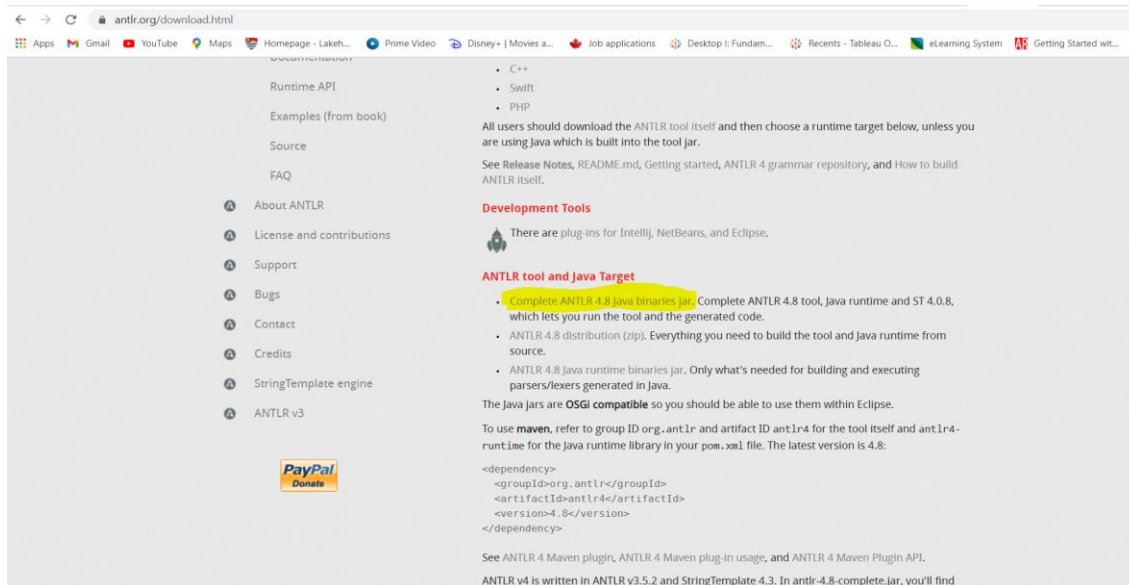 antlr.org/download.html
Apps
Gmail
YouTube
Maps
Homepage - Lakeh...
Prime Video
Disney+ | Movies a...
Job applications
Desktop I: Fundam...
Recents - Tableau O...
eLearning System
Getting Started wit...
Documentation
Runtime API
Examples (from book)
Source
FAQ
About ANTLR
License and contributions
Support
Bugs
Contact
Credits
StringTemplate engine
ANTLR v3
PayPal
Donate
• C++
• Swift
• PHP
All users should download the ANTLR tool itself and then choose a runtime target below, unless you
are using Java which is built into the tool jar.
See Release Notes, README.md, Getting started, ANTLR 4 grammar repository, and How to build
ANTLR itself.
Development Tools
There are plug-ins for Intellij, NetBeans, and Eclipse.
ANTLR tool and Java Target
• Complete ANTLR 4.8 Java binaries jar. Complete ANTLR 4.8 tool, Java runtime and ST 4.0.8,
which lets you run the tool and the generated code.
• ANTLR 4.8 distribution (zip). Everything you need to build the tool and Java runtime from
source.
• ANTLR 4.8 Java runtime binaries jar. Only what's needed for building and executing
parsers/lexers generated in Java.
The Java jars are OSGi compatible so you should be able to use them within Eclipse.
To use maven, refer to group ID org.antlr and artifact ID antlr4 for the tool itself and antlr4-
runtime for the Java runtime library in your pom.xml file. The latest version is 4.8:
<dependency>
<groupId>org.antlr</groupId>
<artifactId>antlr4</artifactId>
<version>4.8</version>
</dependency>
See ANTLR 4 Maven plugin, ANTLR 4 Maven plug-in usage, and ANTLR 4 Maven Plugin API.
ANTLR v4 is written in ANTLR v3.5.2 and StringTemplate 4.3. In antlr-4.8-complete.jar, you'll find